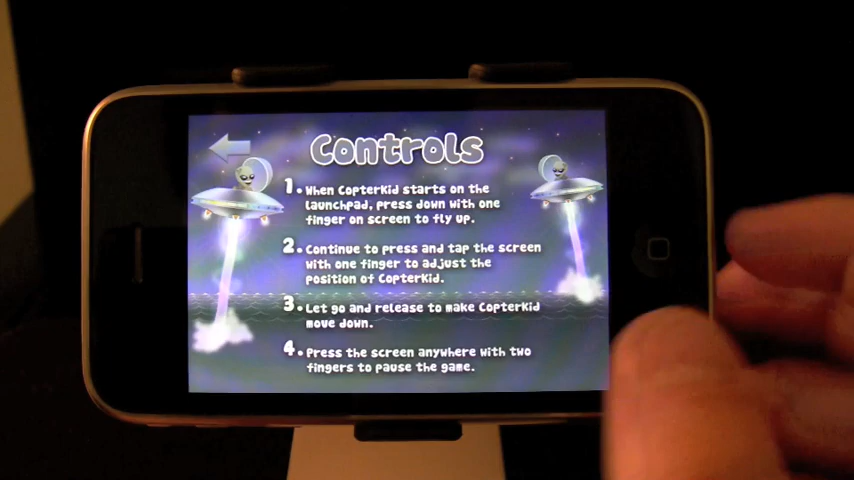 Controls
1. When CopterKid starts on the
launchpad, press down with one
finger on screen to fly up.
2. Continue to press and tap the screen
with one finger to adjust the
position of CopterKid.
3. Let go and release to make CopterKid
move down.
4. Press the screen anywhere with two
fingers to pause the game.